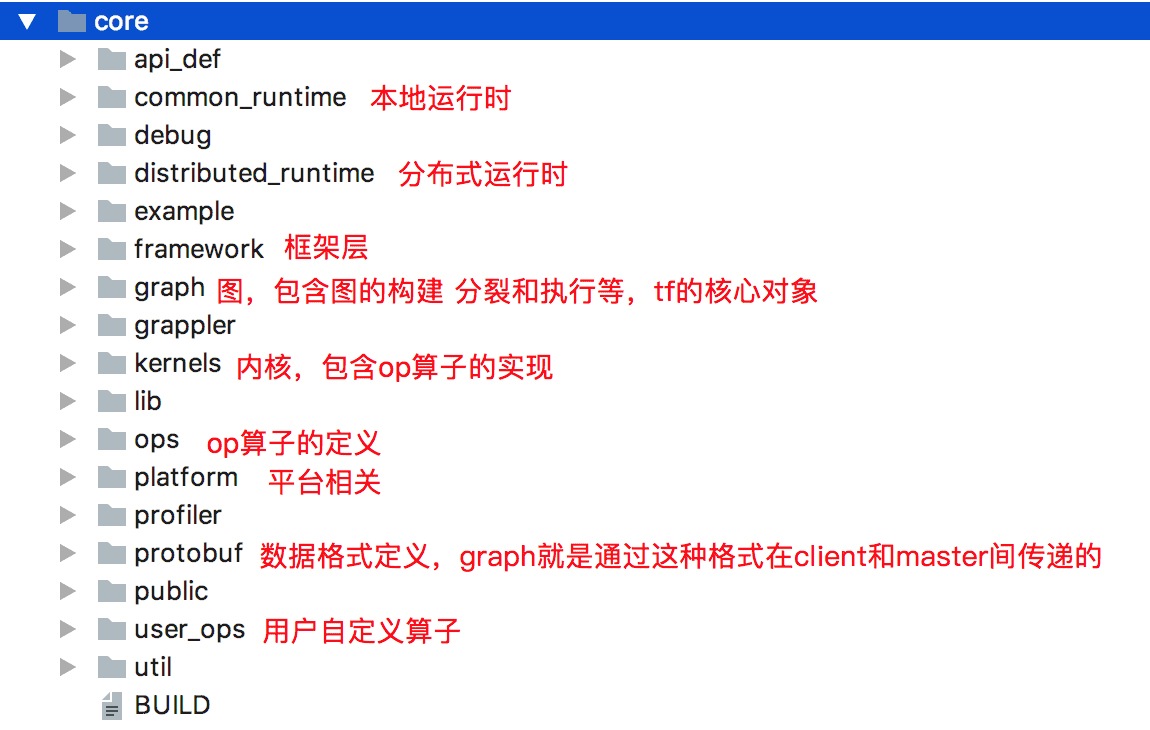 core
api_def
common_runtime 本地运行时
debug
distributed_runtime 分布式运行时
example
framework 框架层
graph 图，包含图的构建 分裂和执行等，tf的核心对象
grappler
kernels 内核，包含op算子的实现
lib
ops op算子的定义
platform 平台相关
profiler
protobuf 数据格式定义，graph就是通过这种格式在client和master间传递的
public
user_ops 用户自定义算子
util
BUILD